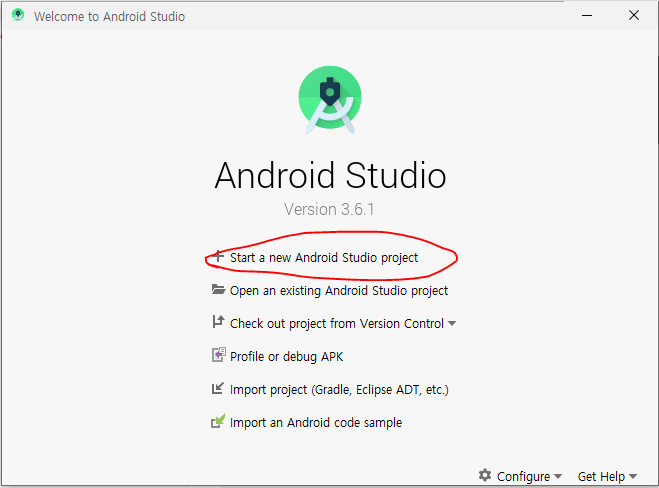 Welcome to Android Studio
Android Studio
Version 3.6.1
Start a new Android Studio project
Open an existing Android Studio project
Check out project from Version Control
Profile or debug APK
Import project (Gradle, Eclipse ADT, etc.)
Import an Android code sample
Configure Get Help